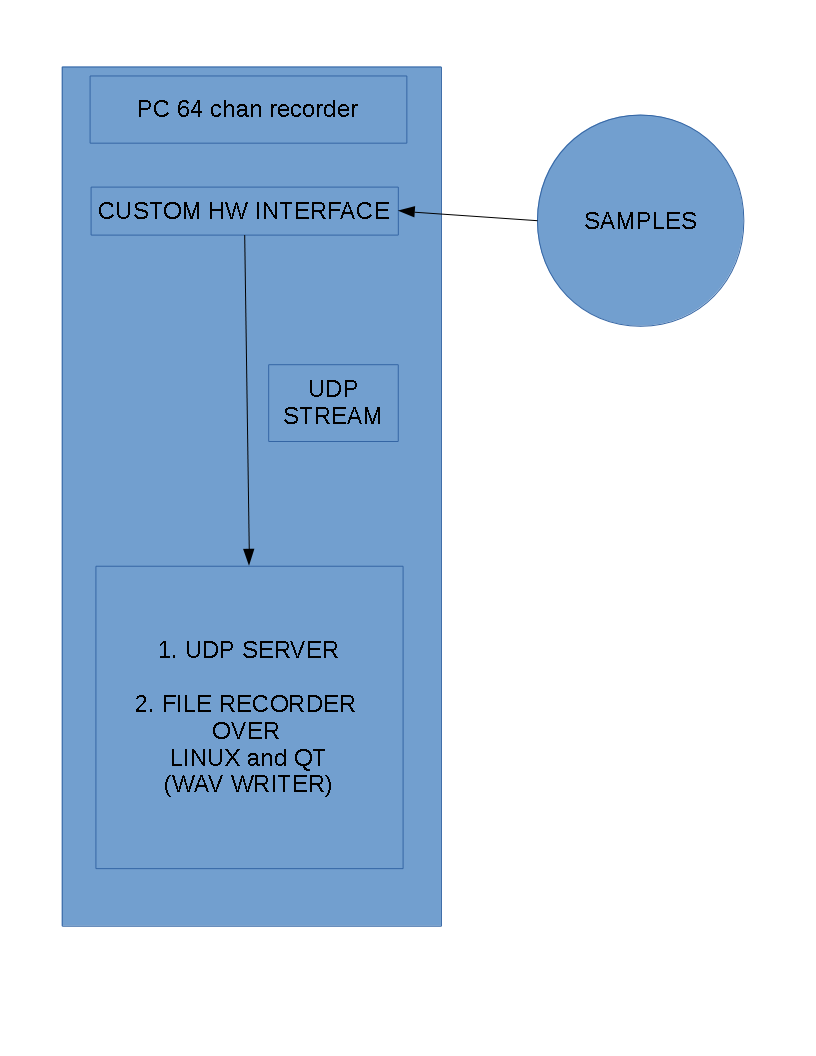 PC 64 chan recorder
CUSTOM HW INTERFACE
SAMPLES
UDP
STREAM
1. UDP SERVER
2. FILE RECORDER
OVER
LINUX and QT
(WAV WRITER)